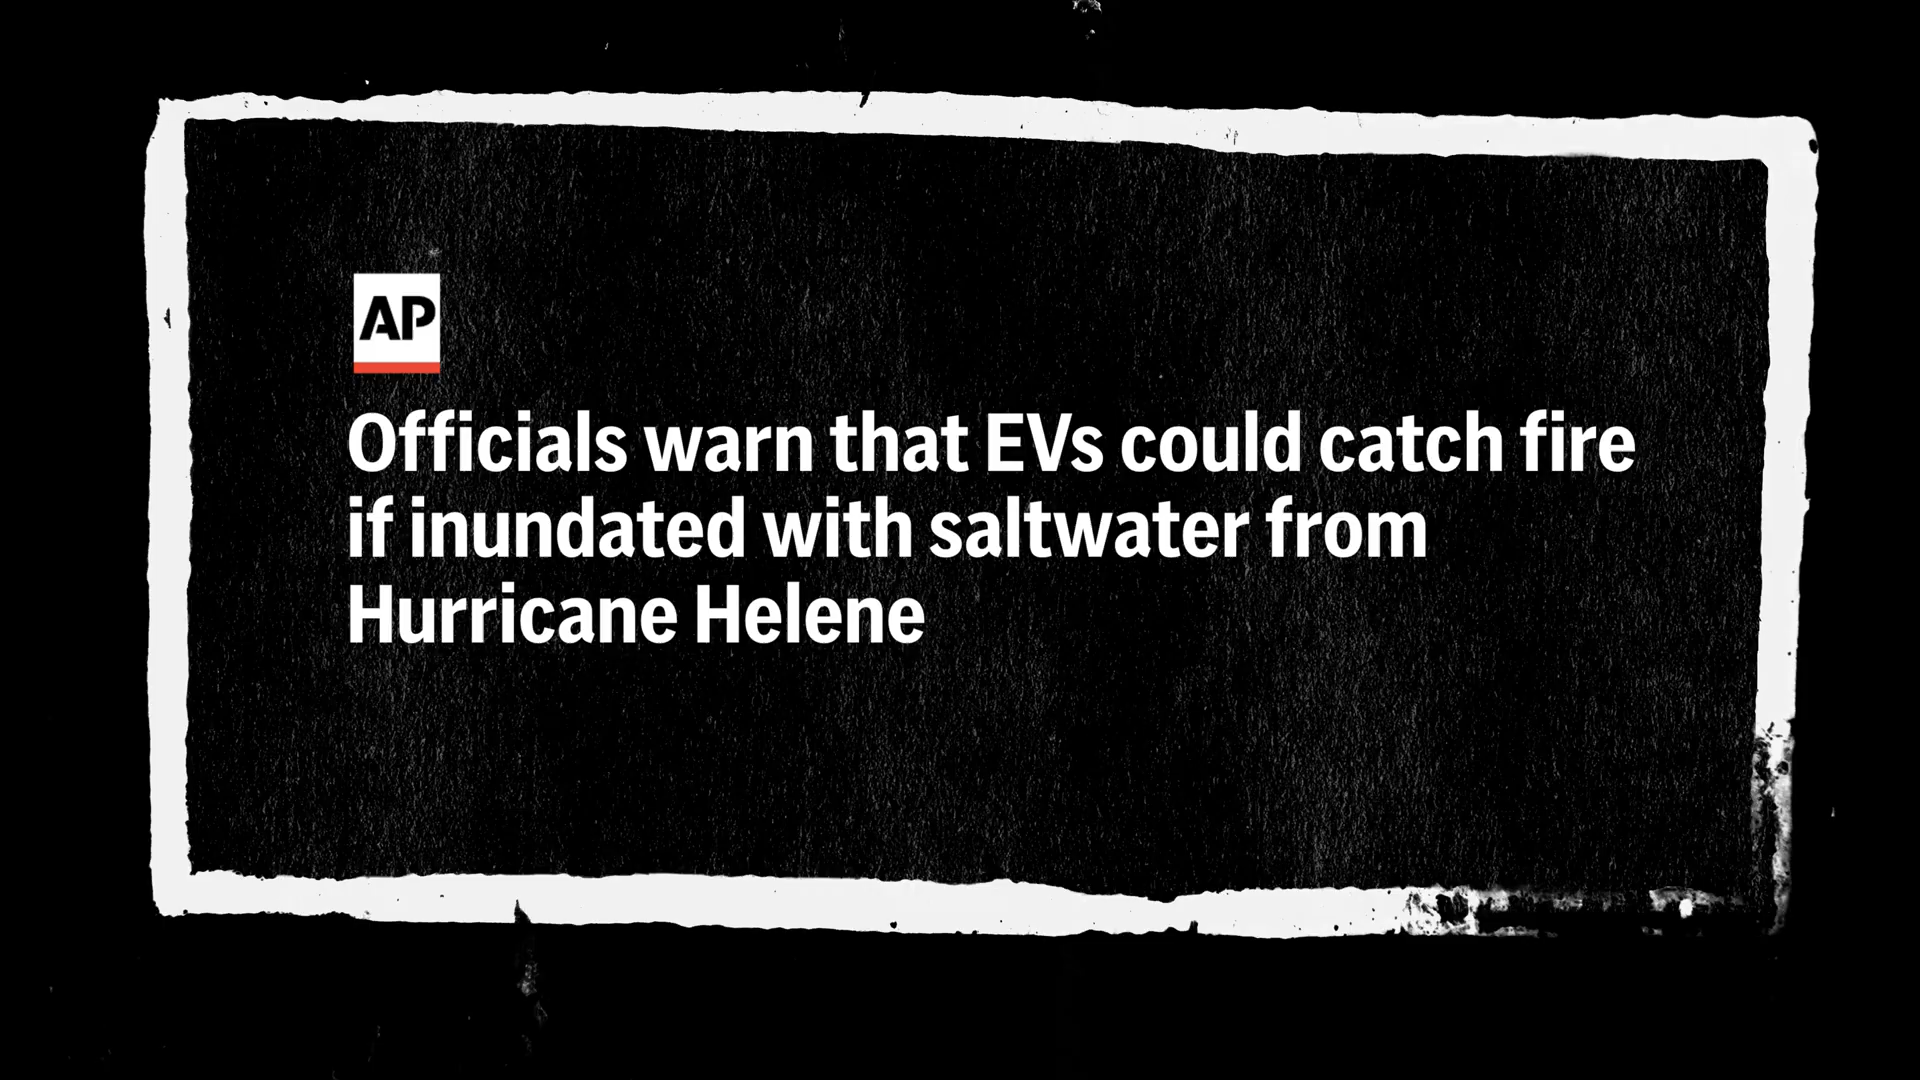 AP
Officials warn that EVs could catch fire
if inundated with saltwater from
Hurricane Helene